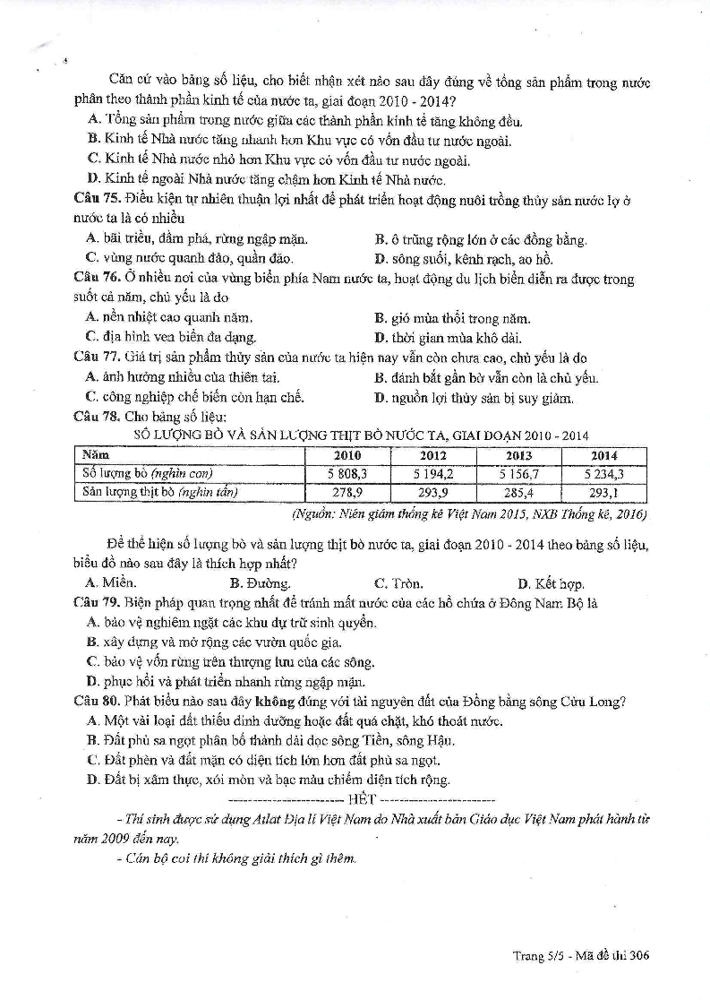 Căn cứ vào bảng số liệu, cho biết nhận xét nào sau đây đúng về tổng sản phẩm trong nước
phân theo thành phần kinh tế của nước ta, giai đoạn 2010 - 2014?
A. Tổng sản phẩm trong nước giữa các thành phần kinh tế tăng không đều.
B. Kinh tế Nhà nước tăng nhanh hơn Khu vực có vốn đầu tư nước ngoài.
C. Kinh tế Nhà nước nhỏ hơn Khu vực có vốn đầu tư nước ngoài.
D. Kinh tế ngoài Nhà nước tăng chậm hơn Kinh tế Nhà nước.
Câu 75. Điều kiện tự nhiên thuận lợi nhất để phát triển hoạt động nuôi trồng thủy sản nước lợ ở
nước ta là có nhiều
A. bãi triều, đầm phá, rừng ngập mặn. B. ô trũng rộng lớn ở các đồng bằng.
C. vùng nước quanh đảo, quần đảo. D. sông suối, kênh rạch, ao hồ.
Câu 76. Ở nhiều nơi của vùng biển phía Nam nước ta, hoạt động du lịch biển diễn ra được trong
suốt cả năm, chủ yếu là do
A. nền nhiệt cao quanh năm. B. gió mùa thổi trong năm.
C. địa hình ven biển đa dạng. D. thời gian mùa khô dài.
Câu 77. Giá trị sản phẩm thủy sản của nước ta hiện nay vẫn còn chưa cao, chủ yếu là do
A. ảnh hưởng nhiều của thiên tai. B. đánh bắt gần bờ vẫn còn là chủ yếu.
C. công nghiệp chế biến còn hạn chế. D. nguồn lợi thủy sản bị suy giảm.
Câu 78. Cho bảng số liệu:
SỐ LƯỢNG BÒ VÀ SẢN LƯỢNG THỊT BÒ NƯỚC TA, GIAI ĐOẠN 2010 - 2014
Năm 2010 2012 2013 2014
Số lượng bò (nghìn con) 5 808,3 5 194,2 5 156,7 5 234,3
Sản lượng thịt bò (nghìn tấn) 278,9 293,9 285,4 293,1
(Nguồn: Niên giám thống kê Việt Nam 2015, NXB Thống kê, 2016)
Để thể hiện số lượng bò và sản lượng thịt bò nước ta, giai đoạn 2010 - 2014 theo bảng số liệu,
biểu đồ nào sau đây là thích hợp nhất?
A. Miền. B. Đường. C. Tròn. D. Kết hợp.
Câu 79. Biện pháp quan trọng nhất để tránh mất nước của các hồ chứa ở Đông Nam Bộ là
A. bảo vệ nghiêm ngặt các khu dự trữ sinh quyển.
B. xây dựng và mở rộng các vườn quốc gia.
C. bảo vệ vốn rừng trên thượng lưu của các sông.
D. phục hồi và phát triển nhanh rừng ngập mặn.
Câu 80. Phát biểu nào sau đây không đúng với tài nguyên đất của Đồng bằng sông Cửu Long?
A. Một vài loại đất thiếu dinh dưỡng hoặc đất quá chặt, khó thoát nước.
B. Đất phù sa ngọt phân bố thành dải dọc sông Tiền, sông Hậu.
C. Đất phèn và đất mặn có diện tích lớn hơn đất phù sa ngọt.
D. Đất bị xâm thực, xói mòn và bạc màu chiếm diện tích rộng.
------------------------ HẾT ------------------------
- Thí sinh được sử dụng Atlat Địa lí Việt Nam do Nhà xuất bản Giáo dục Việt Nam phát hành từ
năm 2009 đến nay.
- Cán bộ coi thi không giải thích gì thêm.
Trang 5/5 - Mã đề thi 306